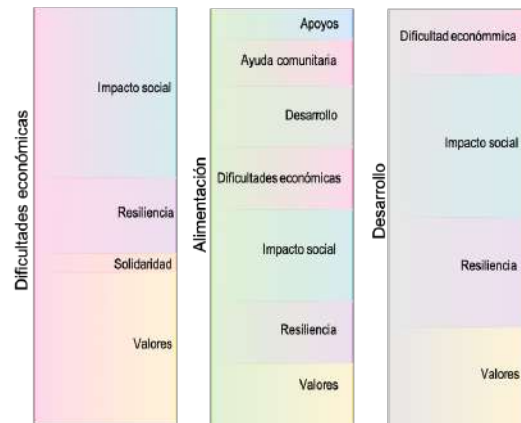 Dificultades económicas
Impacto social
Resiliencia
Solidaridad
Valores
Alimentación
Apoyos
Ayuda comunitaria
Desarrollo
Dificultades económicas
Impacto social
Resiliencia
Valores
Desarrollo
Dificultad económmica
Impacto social
Resiliencia
Valores